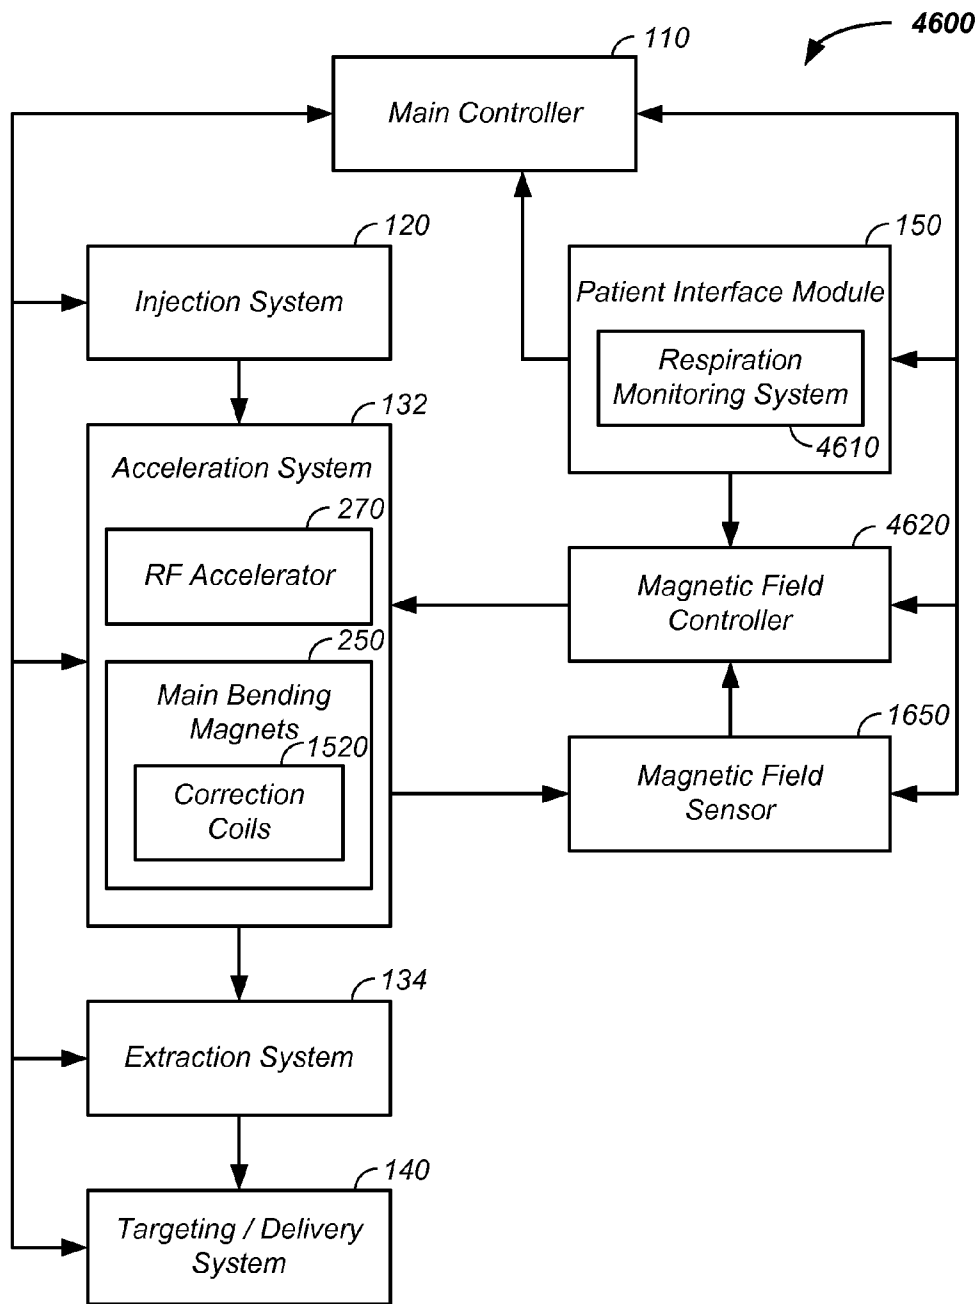 4600
110
Main Controller
120
Injection System
150
Patient Interface Module
Respiration
Monitoring System
4610
132
Acceleration System
270
RF Accelerator
250
Main Bending
Magnets
1520
Correction
Coils
4620
Magnetic Field
Controller
1650
Magnetic Field
Sensor
134
Extraction System
140
Targeting / Delivery
System